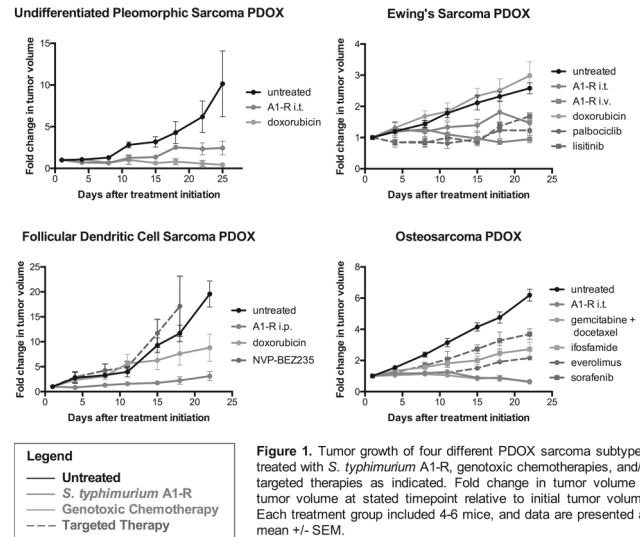 Undifferentiated Pleomorphic Sarcoma PDOX
Fold change in tumor volume
15
10
5
0
0 5 10 15 20 25 30
Days after treatment initiation
untreated
A1-R i.t.
doxorubicin
Ewing's Sarcoma PDOX
Fold change in tumor volume
4
3
2
1
0
0 5 10 15 20 25
Days after treatment initiation
untreated
A1-R i.t.
A1-R i.v.
doxorubicin
palbociclib
lisitinib
Follicular Dendritic Cell Sarcoma PDOX
Fold change in tumor volume
25
20
15
10
5
0
0 5 10 15 20 25
Days after treatment initiation
untreated
A1-R i.p.
doxorubicin
NVP-BEZ235
Osteosarcoma PDOX
Fold change in tumor volume
8
6
4
2
0
0 5 10 15 20 25
Days after treatment initiation
untreated
A1-R i.t.
gemcitabine +
docetaxel
ifosfamide
everolimus
sorafenib
Legend
Untreated
S. typhimurium A1-R
Genotoxic Chemotherapy
Targeted Therapy
Figure 1. Tumor growth of four different PDOX sarcoma subtype
treated with S. typhimurium A1-R, genotoxic chemotherapies, and/
targeted therapies as indicated. Fold change in tumor volume
tumor volume at stated timepoint relative to initial tumor volum
Each treatment group included 4-6 mice, and data are presented a
mean +/- SEM.